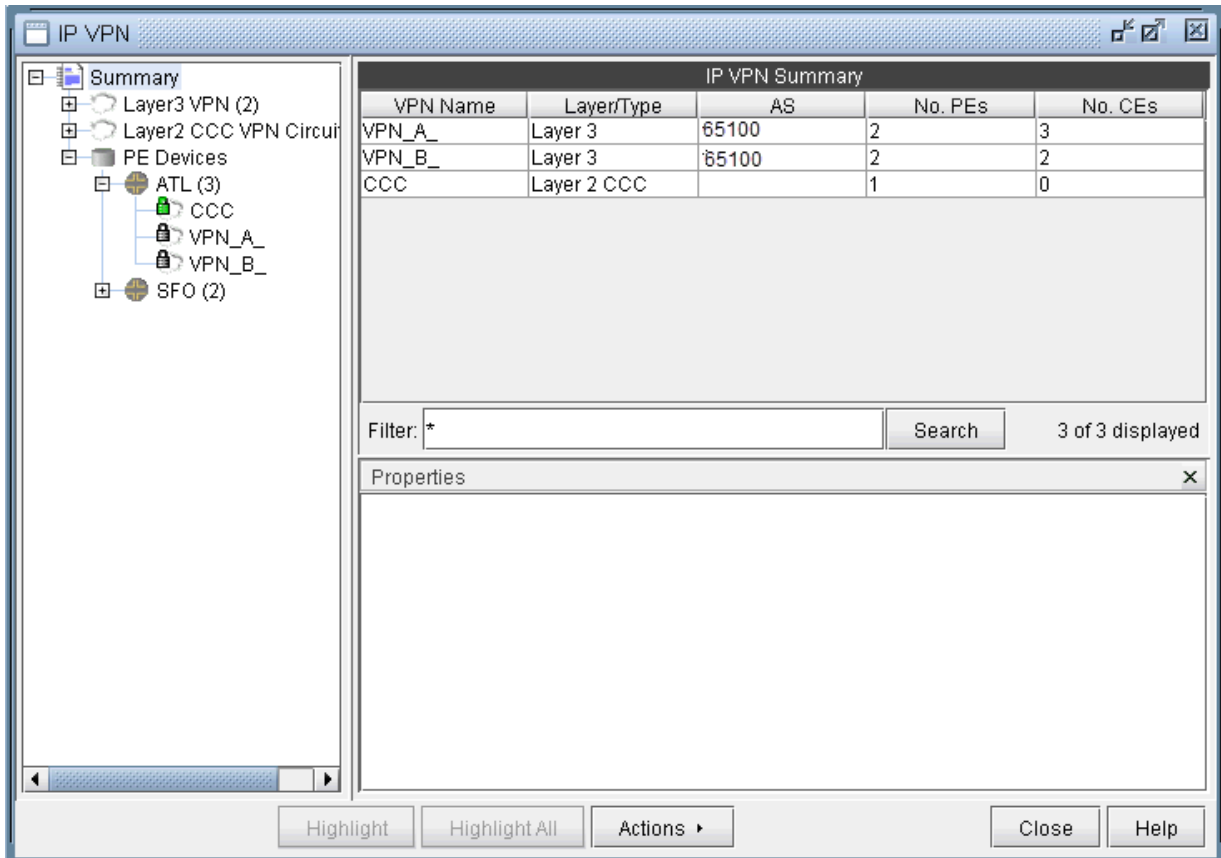 IP VPN
Summary
Layer3 VPN (2)
Layer2 CCC VPN Circuit
PE Devices
ATL (3)
CCC
VPN_A_
VPN_B_
SFO (2)
IP VPN Summary
VPN Name Layer/Type AS No. PEs No. CEs
VPN_A_ Layer 3 65100 2 3
VPN_B_ Layer 3 65100 2 2
CCC Layer 2 CCC 1 0
Filter: * Search 3 of 3 displayed
Properties
Highlight Highlight All Actions Close Help